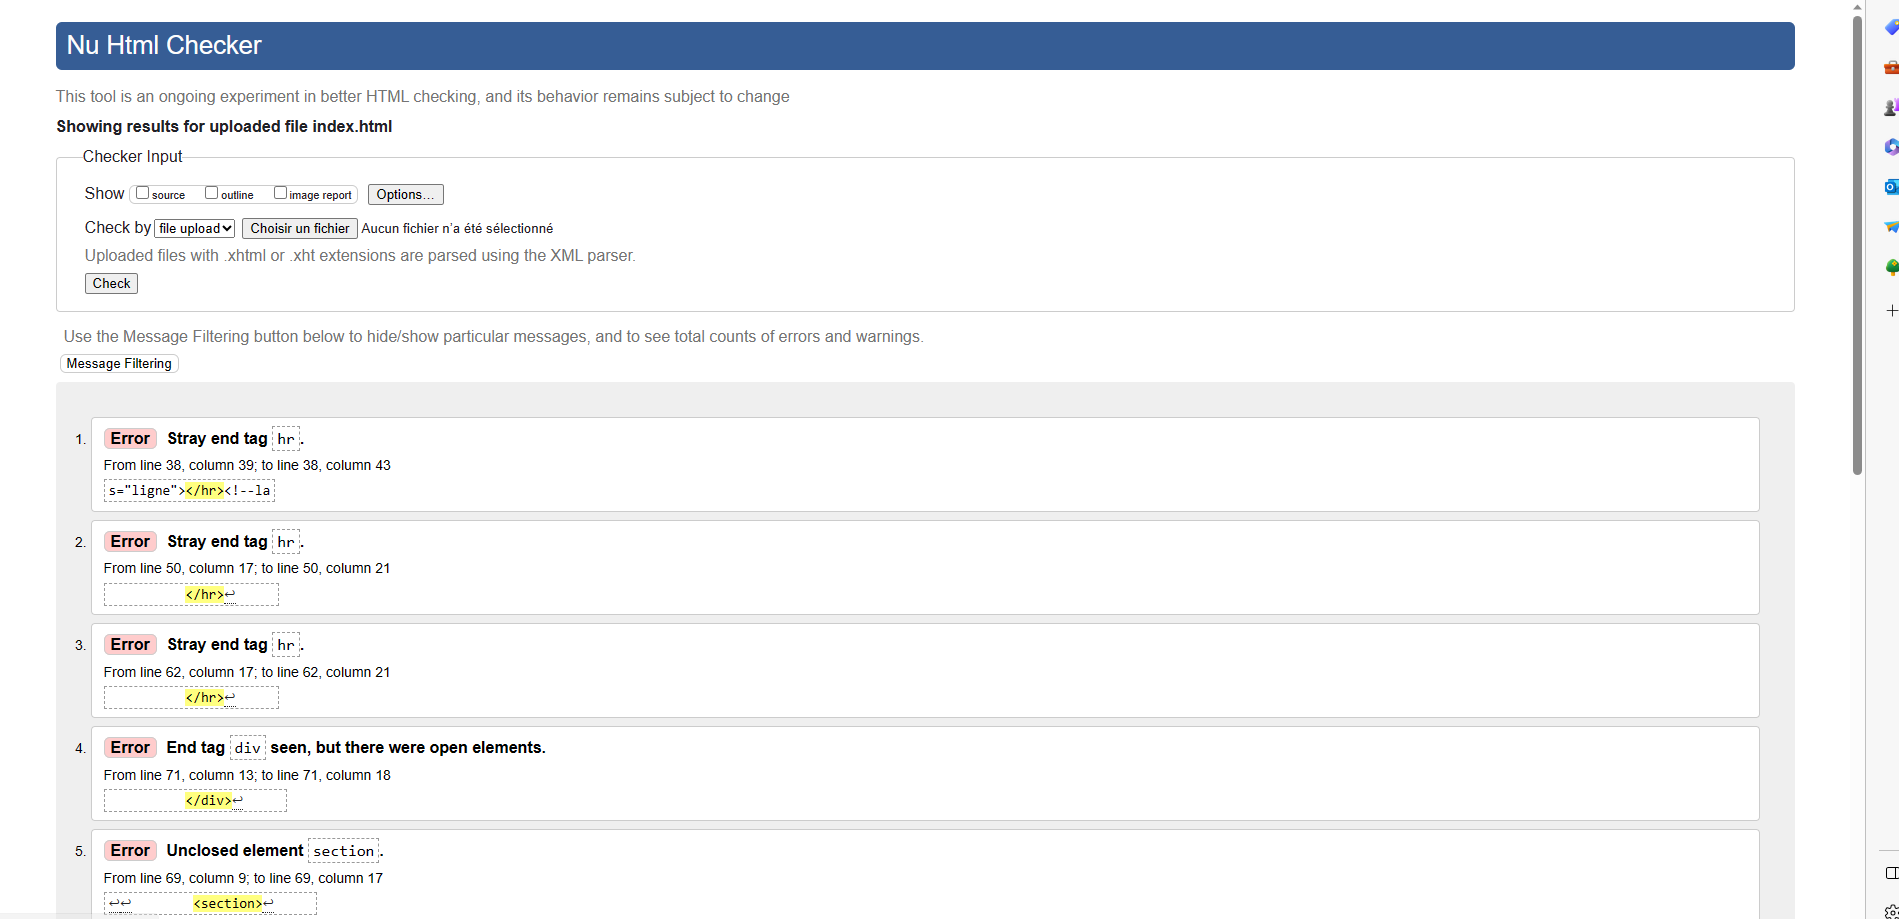 Nu Html Checker
This tool is an ongoing experiment in better HTML checking, and its behavior remains subject to change
Showing results for uploaded file index.html
Checker Input
Show source outline image report Options...
Check by file upload Choisir un fichier Aucun fichier n'a été sélectionné
Uploaded files with .xhtml or .xht extensions are parsed using the XML parser.
Check
Use the Message Filtering button below to hide/show particular messages, and to see total counts of errors and warnings.
Message Filtering
1. Error Stray end tag hr.
From line 38, column 39; to line 38, column 43
s="ligne"></hr><!--la
2. Error Stray end tag hr.
From line 50, column 17; to line 50, column 21
</hr>↩
3. Error Stray end tag hr.
From line 62, column 17; to line 62, column 21
</hr>↩
4. Error End tag div seen, but there were open elements.
From line 71, column 13; to line 71, column 18
</div>↩
5. Error Unclosed element section.
From line 69, column 9; to line 69, column 17
↩↩ <section>↩